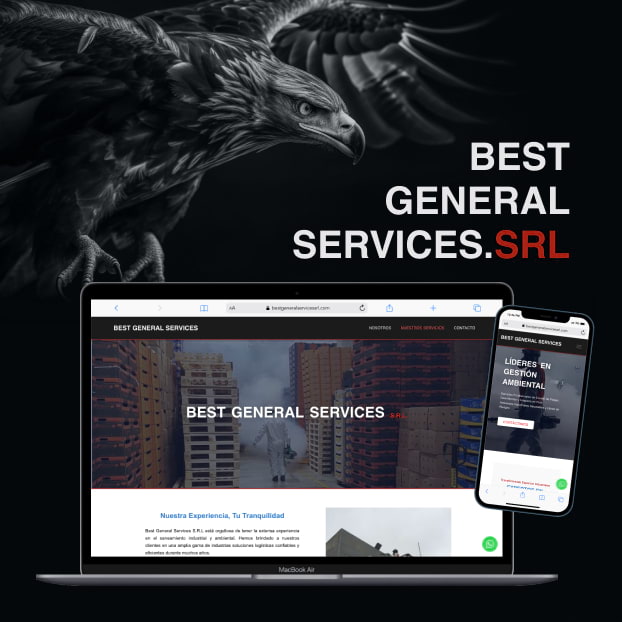 BEST
GENERAL
SERVICES.SRL
AA
bestgeneralservicesrl.com
BEST GENERAL SERVICES
NOSOTROS
NUESTROS SERVICIOS
CONTACTO
BEST GENERAL SERVICES S.R.L
Nuestra Experiencia, Tu Tranquilidad
Best General Services S.R.L está orgullosa de tener la extensa experiencia
en el saneamiento industrial y ambiental. Hemos brindado a nuestros
clientes en una amplia gama de industrias soluciones logísticas confiables y
eficientes durante muchos años.
MacBook Air
bestgeneralservicesrl.com
BEST GENERAL SERVICES
LÍDERES EN
GESTIÓN
AMBIENTAL